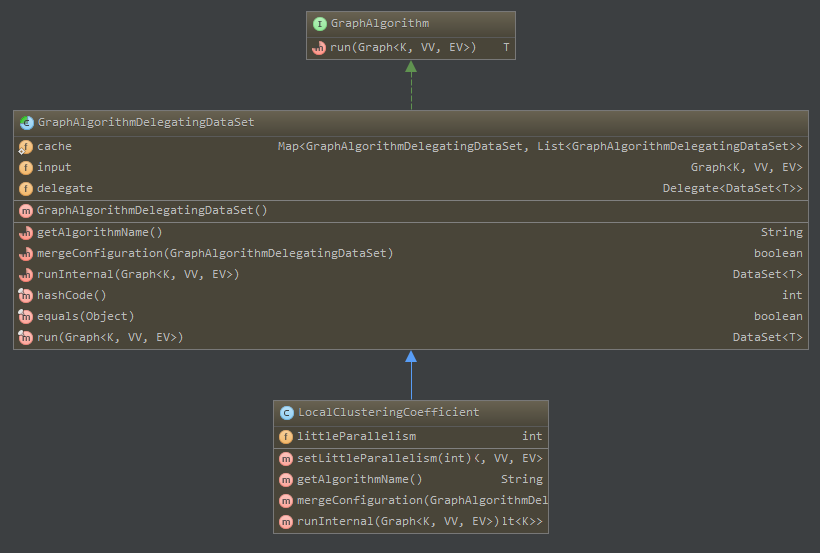 GraphAlgorithm
run(Graph<K, VV, EV>) T
GraphAlgorithmDelegatingDataSet
cache Map<GraphAlgorithmDelegatingDataSet, List<GraphAlgorithmDelegatingDataSet>>
input Graph<K, VV, EV>
delegate Delegate<DataSet<T>>
GraphAlgorithmDelegatingDataSet()
getAlgorithmName() String
mergeConfiguration(GraphAlgorithmDelegatingDataSet) boolean
runInternal(Graph<K, VV, EV>) DataSet<T>
hashCode() int
equals(Object) boolean
run(Graph<K, VV, EV>) DataSet<T>
LocalClusteringCoefficient
littleParallelism int
setLittleParallelism(int)<, VV, EV>
getAlgorithmName() String
mergeConfiguration(GraphAlgorithmDel
runInternal(Graph<K, VV, EV>)lt<K>>